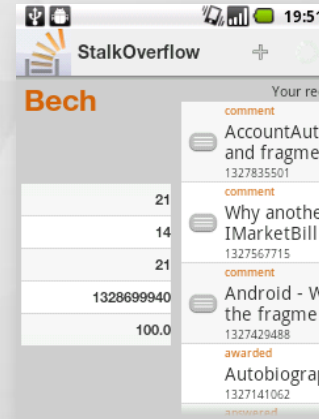 19:51
StalkOverflow
Your re
Bech
21
14
21
1328699940
100.0
comment
AccountAut
and fragme
1327835501
comment
Why anothe
IMarketBill
1327567715
comment
Android - W
the fragme
1327429488
awarded
Autobiograp
1327141062
answered